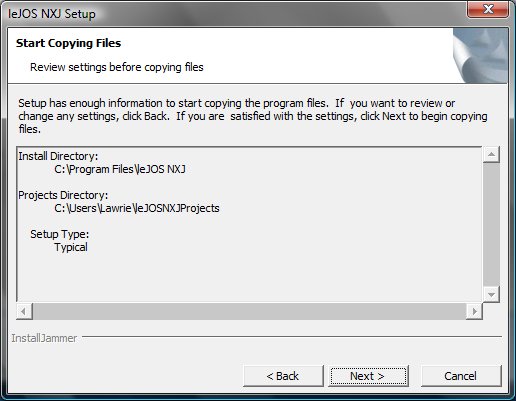 leJOS NXJ Setup
Start Copying Files
Review settings before copying files
Setup has enough information to start copying the program files. If you want to review or
change any settings, click Back. If you are satisfied with the settings, click Next to begin copying
files.
Install Directory:
C:\Program Files\leJOS NXJ
Projects Directory:
C:\Users\Lawrie\leJOSNXJProjects
Setup Type:
Typical
InstallJammer
< Back
Next >
Cancel